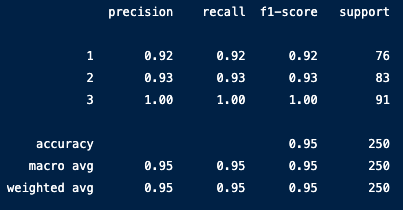 precision recall f1-score support
1 0.92 0.92 0.92 76
2 0.93 0.93 0.93 83
3 1.00 1.00 1.00 91
accuracy 0.95 250
macro avg 0.95 0.95 0.95 250
weighted avg 0.95 0.95 0.95 250